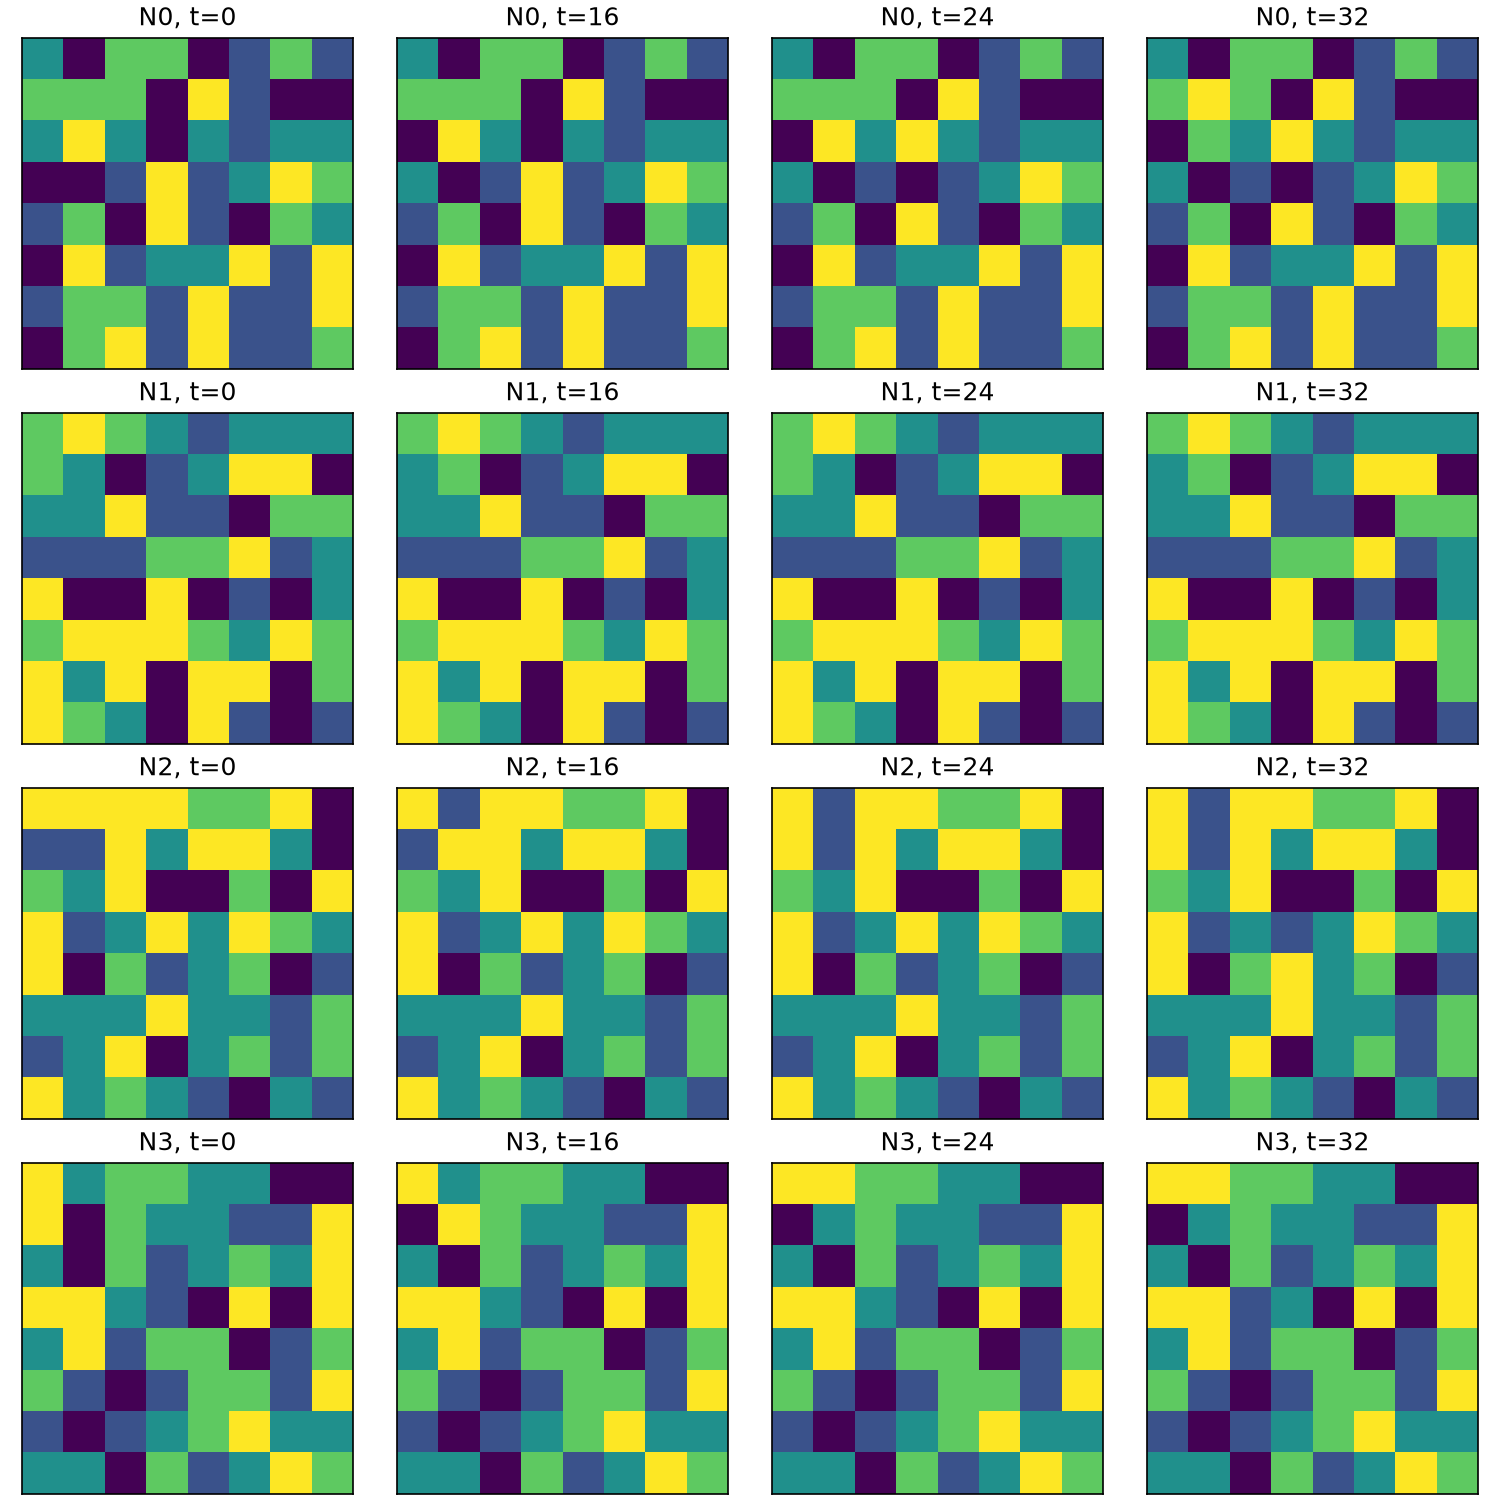 N0, t=0 N0, t=16 N0, t=24 N0, t=32
N1, t=0 N1, t=16 N1, t=24 N1, t=32
N2, t=0 N2, t=16 N2, t=24 N2, t=32
N3, t=0 N3, t=16 N3, t=24 N3, t=32